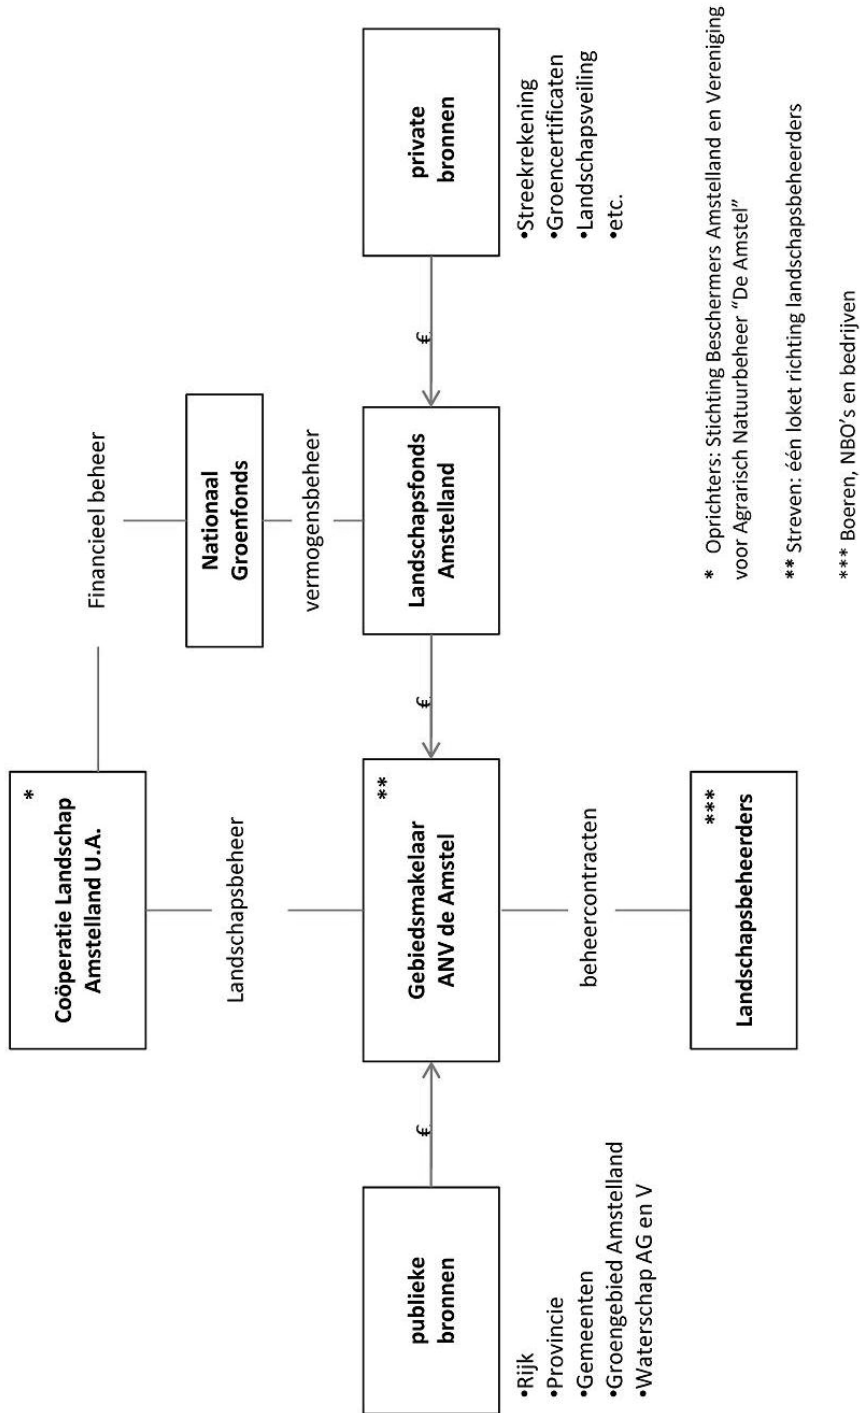 Coöperatie Landschap
Amstelland U.A.
*
Financieel beheer
Landschapsbeheer
Nationaal
Groenfonds
vermogensbeheer
publieke
bronnen
€
Gebiedsmakelaar
ANV de Amstel
**
€
Landschapsfonds
Amstelland
€
private
bronnen
•Rijk
•Provincie
•Gemeenten
•Groengebied Amstelland
•Waterschap AG en V
beheercontracten
•Streekrekening
•Groencertificaten
•Landschapsveiling
•etc.
Landschapsbeheerders
***
* Oprichters: Stichting Beschermers Amstelland en Vereniging
voor Agrarisch Natuurbeheer “De Amstel”
** Streven: één loket richting landschapsbeheerders
*** Boeren, NBO’s en bedrijven